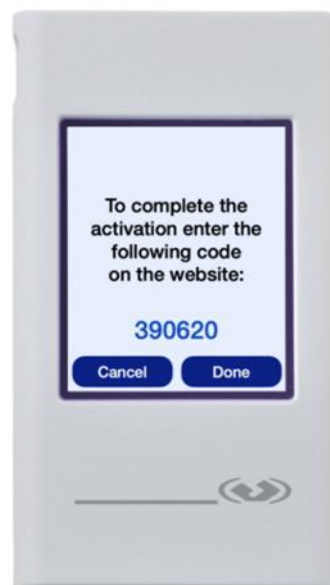 To complete the
activation enter the
following code
on the website:
390620
Cancel Done